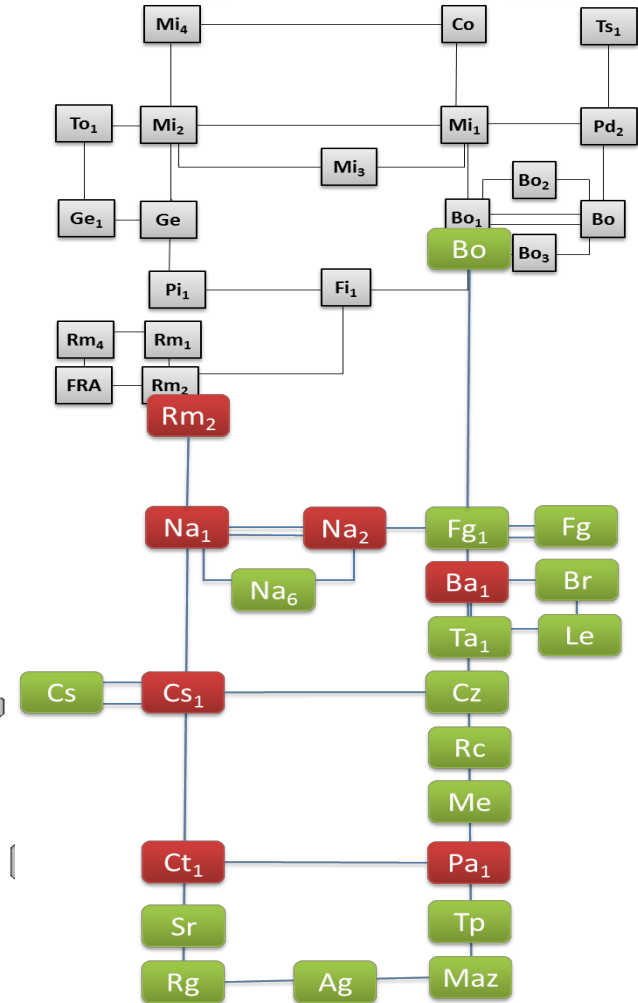 Mi₄ Co Ts₁
To₁ Mi₂ Mi₁ Pd₂
Mi₃
Bo₂
Ge₁ Ge Bo₁ Bo
Bo Bo₃
Pi₁ Fi₁
Rm₄ Rm₁
FRA Rm₂
Rm₂
Na₁ Na₂ Fg₁ Fg
Na₆ Ba₁ Br
Ta₁ Le
Cs Cs₁ Cz
Rc
Me
Ct₁ Pa₁
Sr Tp
Rg Ag Maz